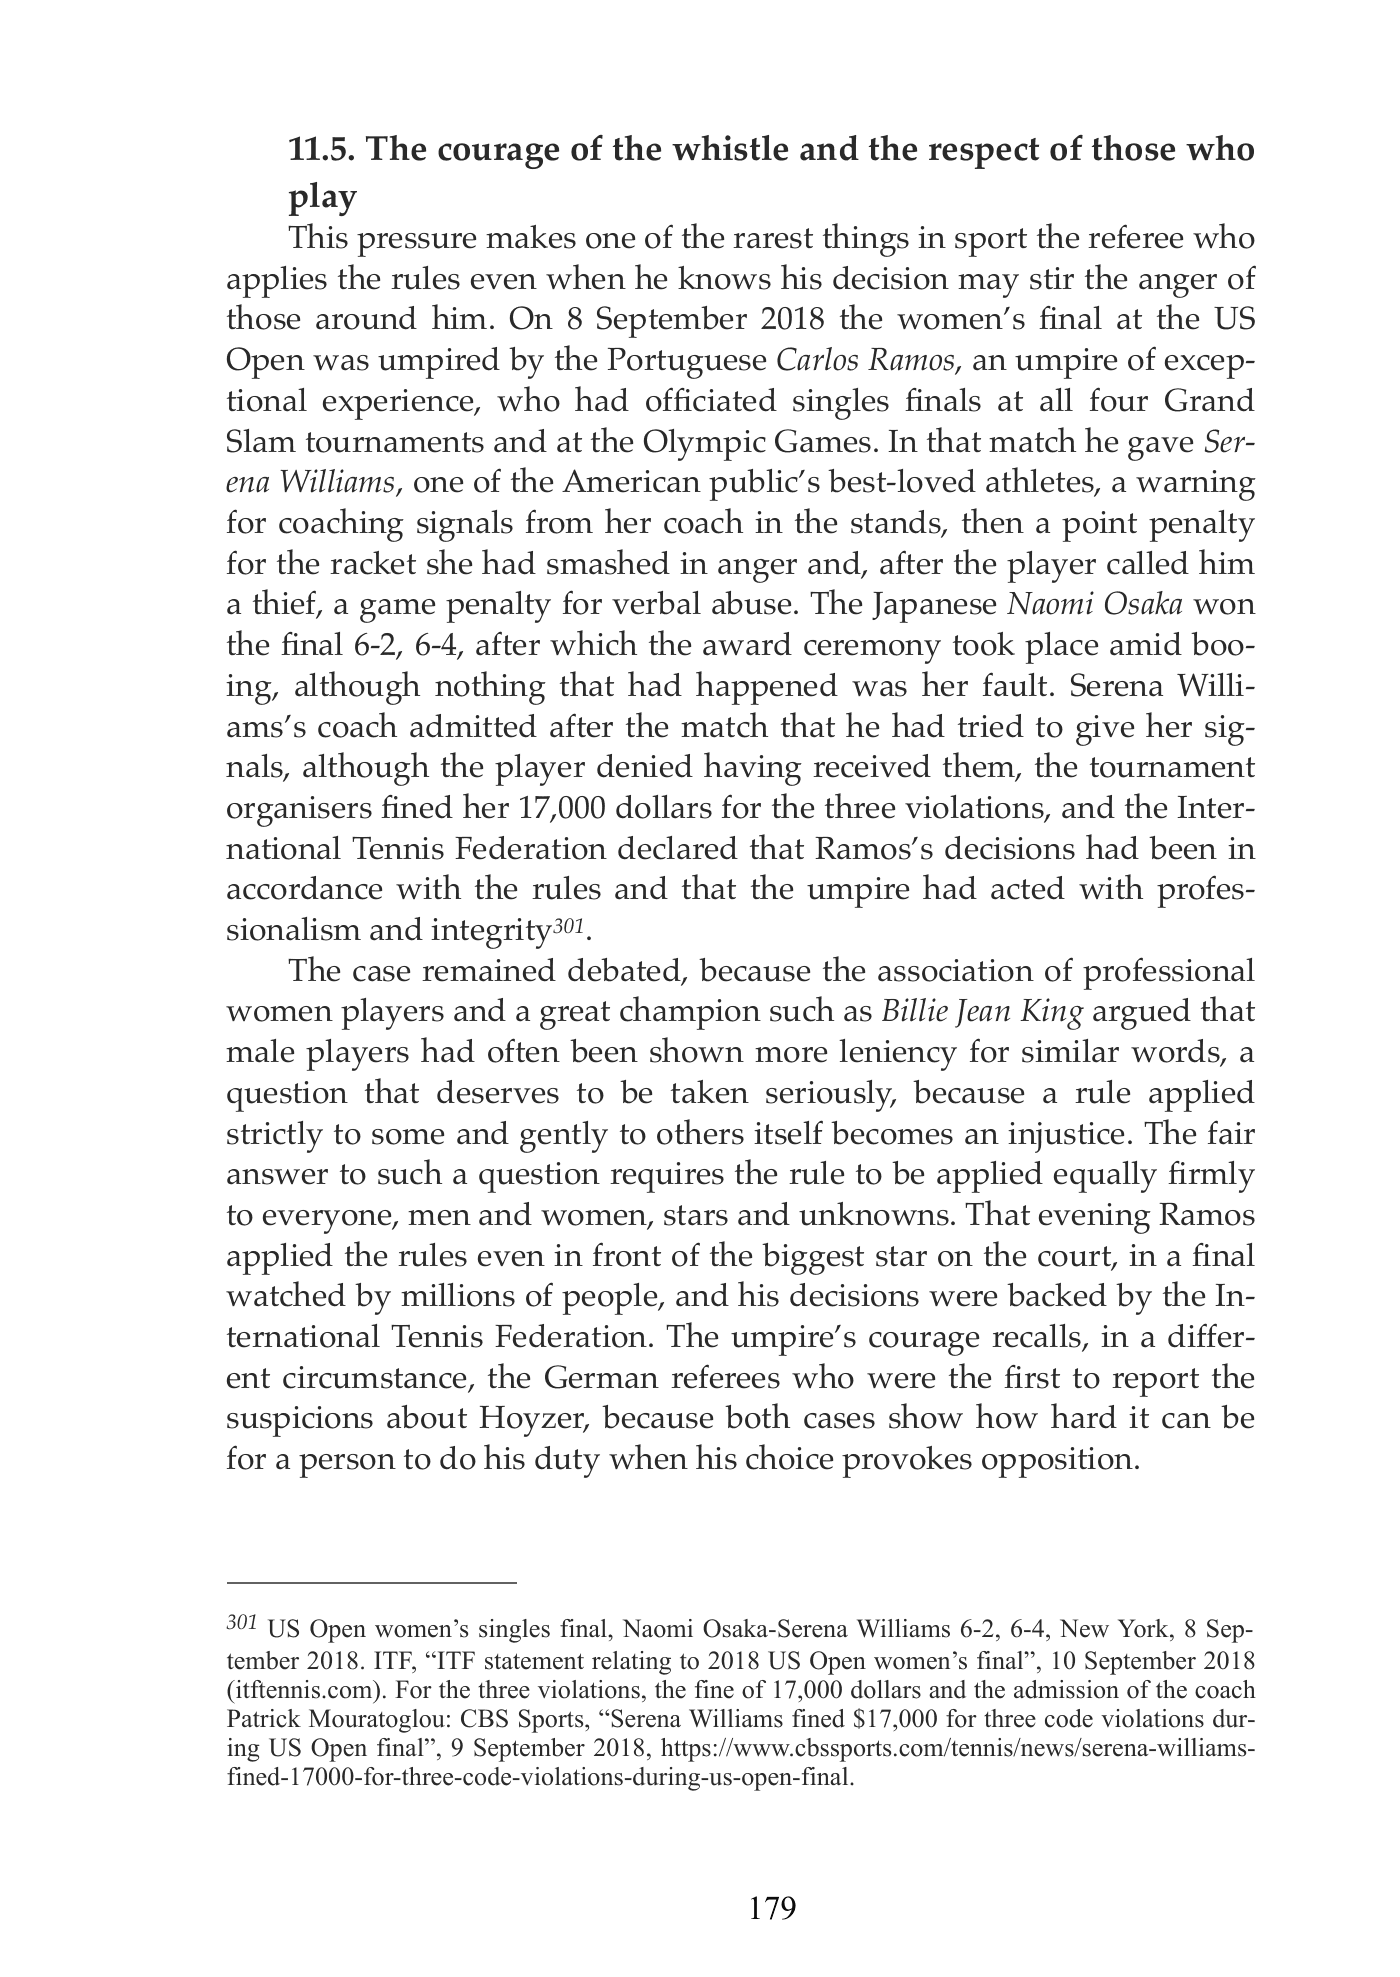 11.5. The courage of the whistle and the respect of those who
play
This pressure makes one of the rarest things in sport the referee who
applies the rules even when he knows his decision may stir the anger of
those around him. On 8 September 2018 the women’s final at the US
Open was umpired by the Portuguese Carlos Ramos, an umpire of excep-
tional experience, who had officiated singles finals at all four Grand
Slam tournaments and at the Olympic Games. In that match he gave Ser-
ena Williams, one of the American public’s best-loved athletes, a warning
for coaching signals from her coach in the stands, then a point penalty
for the racket she had smashed in anger and, after the player called him
a thief, a game penalty for verbal abuse. The Japanese Naomi Osaka won
the final 6-2, 6-4, after which the award ceremony took place amid boo-
ing, although nothing that had happened was her fault. Serena Willi-
ams’s coach admitted after the match that he had tried to give her sig-
nals, although the player denied having received them, the tournament
organisers fined her 17,000 dollars for the three violations, and the Inter-
national Tennis Federation declared that Ramos’s decisions had been in
accordance with the rules and that the umpire had acted with profes-
sionalism and integrity301.
The case remained debated, because the association of professional
women players and a great champion such as Billie Jean King argued that
male players had often been shown more leniency for similar words, a
question that deserves to be taken seriously, because a rule applied
strictly to some and gently to others itself becomes an injustice. The fair
answer to such a question requires the rule to be applied equally firmly
to everyone, men and women, stars and unknowns. That evening Ramos
applied the rules even in front of the biggest star on the court, in a final
watched by millions of people, and his decisions were backed by the In-
ternational Tennis Federation. The umpire’s courage recalls, in a differ-
ent circumstance, the German referees who were the first to report the
suspicions about Hoyzer, because both cases show how hard it can be
for a person to do his duty when his choice provokes opposition.
301 US Open women’s singles final, Naomi Osaka-Serena Williams 6-2, 6-4, New York, 8 Sep-
tember 2018. ITF, “ITF statement relating to 2018 US Open women’s final”, 10 September 2018
(itftennis.com). For the three violations, the fine of 17,000 dollars and the admission of the coach
Patrick Mouratoglou: CBS Sports, “Serena Williams fined $17,000 for three code violations dur-
ing US Open final”, 9 September 2018, https://www.cbssports.com/tennis/news/serena-williams-
fined-17000-for-three-code-violations-during-us-open-final.
179